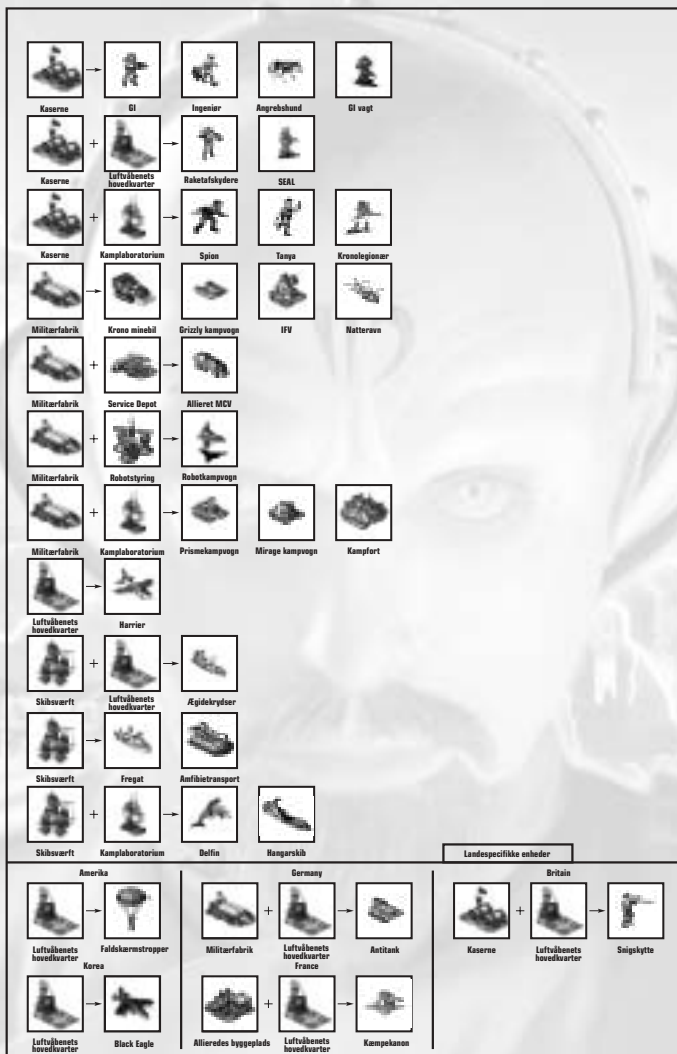 Kaserne GI Ingeniør Angrebshund GI vagt
Kaserne + Luftvåbenets hovedkvarter Raketafskydere SEAL
Kaserne + Kamplaboratorium Spion Tanya Kronolegionær
Militærfabrik Krono minebil Grizzly kampvogn IFV Natteravn
Militærfabrik + Service Depot Allieret MCV
Militærfabrik + Robotstyring Robotkampvogn
Militærfabrik + Kamplaboratorium Prismekampvogn Mirage kampvogn Kampfort
Luftvåbenets hovedkvarter Harrier
Skibsværft + Luftvåbenets hovedkvarter Ægidekrydser
Skibsværft Fregat Amfibietransport
Skibsværft + Kamplaboratorium Delfin Hangarskib
Landespecifikke enheder
Amerika
Luftvåbenets hovedkvarter Faldskærmstropper
Korea
Luftvåbenets hovedkvarter Black Eagle
Germany
Militærfabrik + Luftvåbenets hovedkvarter Antitank
France
Allieredes byggeplads + Luftvåbenets hovedkvarter Kæmpekanon
Britain
Kaserne + Luftvåbenets hovedkvarter Snigskytte